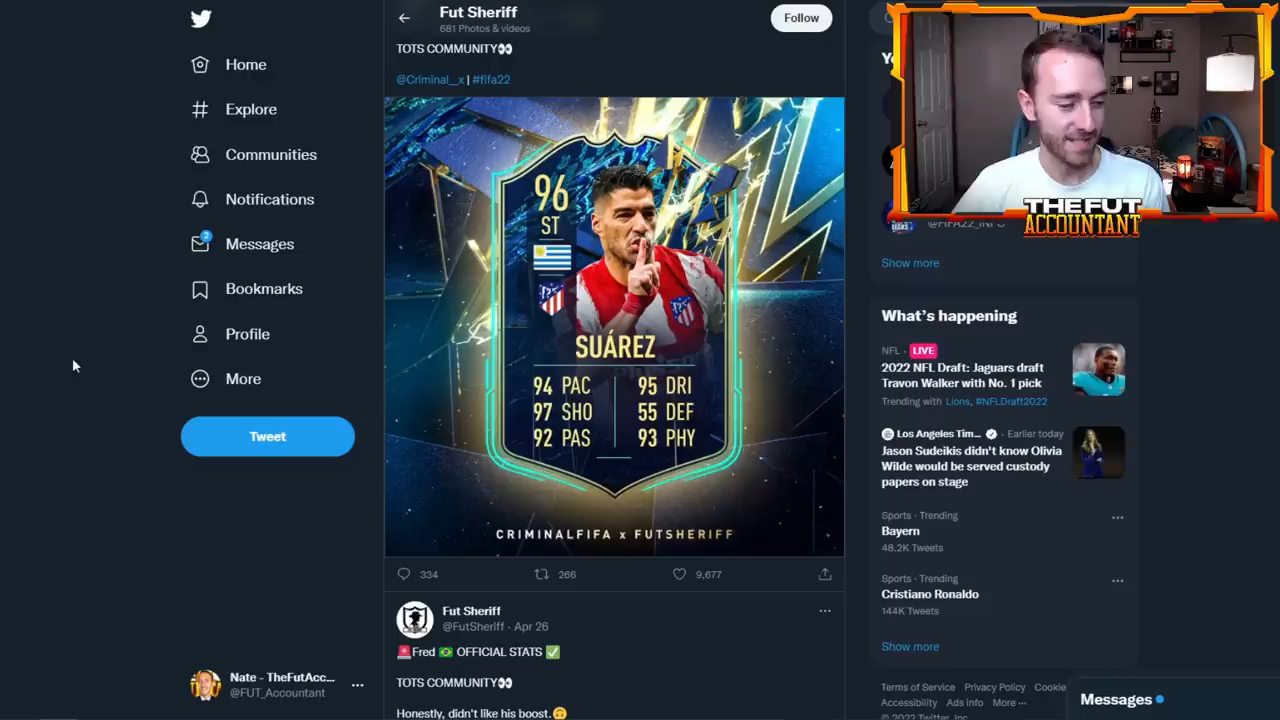 Fut Sheriff
681 Photos & videos
Follow
Home
Explore
Communities
Notifications
2
Messages
Bookmarks
Profile
More
Tweet
Nate - TheFutAcc...
@FUT_Accountant
TOTS COMMUNITY👀
@Criminal__x | #fifa22
96
ST
SUÁREZ
94 PAC 95 DRI
97 SHO 55 DEF
92 PAS 93 PHY
CRIMINALFIFA x FUTSHERIFF
334 266 9,677
Fut Sheriff
@FutSheriff · Apr 26
🚨Fred 🇧🇷 OFFICIAL STATS ✅
TOTS COMMUNITY👀
Honestly, didn't like his boost.🙃
THE FUT
ACCOUNTANT
Show more
What's happening
NFL · LIVE
2022 NFL Draft: Jaguars draft
Travon Walker with No. 1 pick
Trending with Lions, #NFLDraft2022
Los Angeles Tim... · Earlier today
Jason Sudeikis didn't know Olivia
Wilde would be served custody
papers on stage
Sports · Trending
Bayern
48.2K Tweets
Sports · Trending
Cristiano Ronaldo
144K Tweets
Show more
Terms of Service Privacy Policy Cookie
Accessibility Ads info More ···
© 2022 Twitter, Inc.
Messages